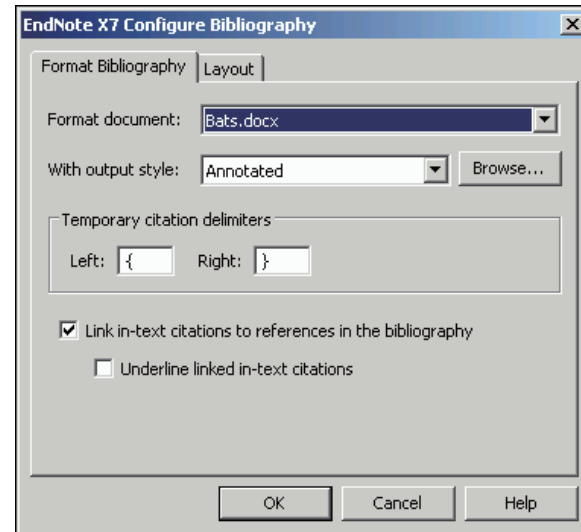 EndNote X7 Configure Bibliography
Format Bibliography Layout
Format document: Bats.docx
With output style: Annotated Browse...
Temporary citation delimiters
Left: { Right: }
Link in-text citations to references in the bibliography
Underline linked in-text citations
OK Cancel Help